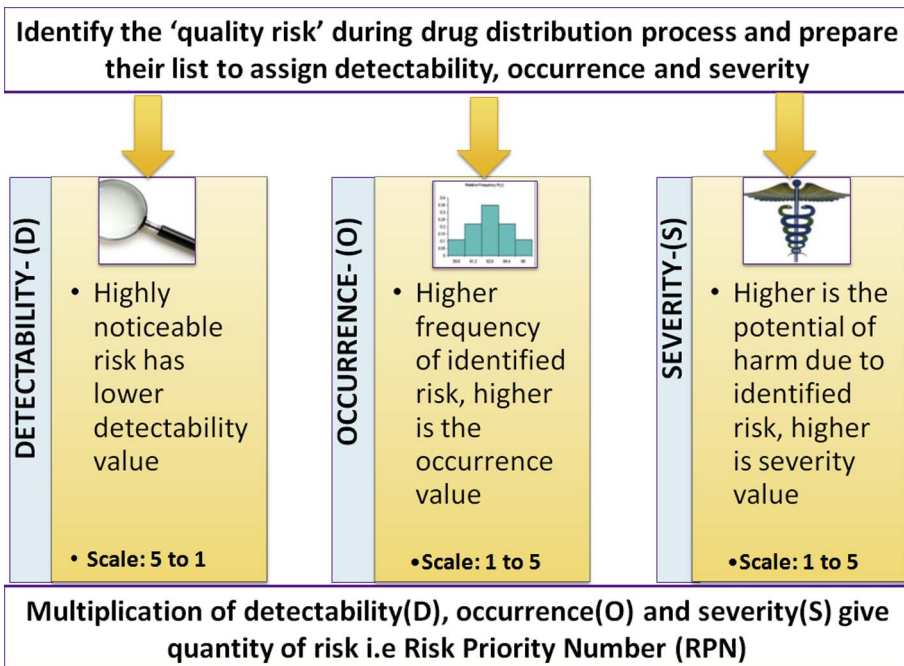 Identify the ‘quality risk’ during drug distribution process and prepare
their list to assign detectability, occurrence and severity
DETECTABILITY- (D)
• Highly
noticeable
risk has
lower
detectability
value
• Scale: 5 to 1
OCCURRENCE- (O)
• Higher
frequency
of identified
risk, higher
is the
occurrence
value
•Scale: 1 to 5
SEVERITY-(S)
• Higher is the
potential of
harm due to
identified
risk, higher
is severity
value
•Scale: 1 to 5
Multiplication of detectability(D), occurrence(O) and severity(S) give
quantity of risk i.e Risk Priority Number (RPN)